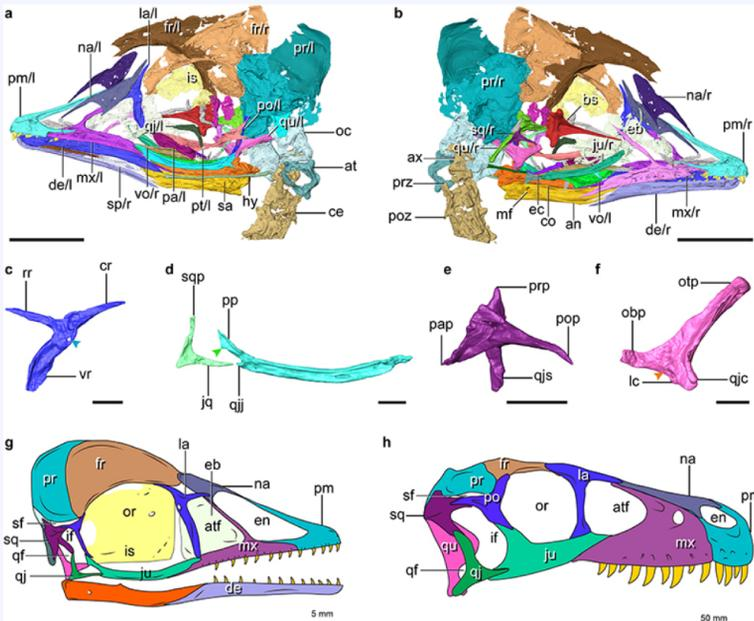 a
la/l
fr/l
fr/r
pr/l
na/l
is
pm/l
po/l
qj/l
qu/l
oc
at
de/l
mx/l
sp/r
vo/r
pa/l
pt/l
sa
hy
ce
b
pr/r
bs
na/r
sq/r
eb
pm/r
qu/r
ju/r
ax
prz
poz
mf
ec
co
an
vo/l
mx/r
de/r
c
rr
cr
vr
d
sqp
pp
jq
qjj
e
prp
pap
pop
qjs
f
otp
obp
lc
qjc
g
la
eb
na
pm
fr
pr
or
atf
en
sf
sq
if
is
qf
mx
qj
ju
de
5 mm
h
na
fr
la
pr
sf
po
or
atf
en
sq
if
qu
ju
mx
qf
qj
50 mm